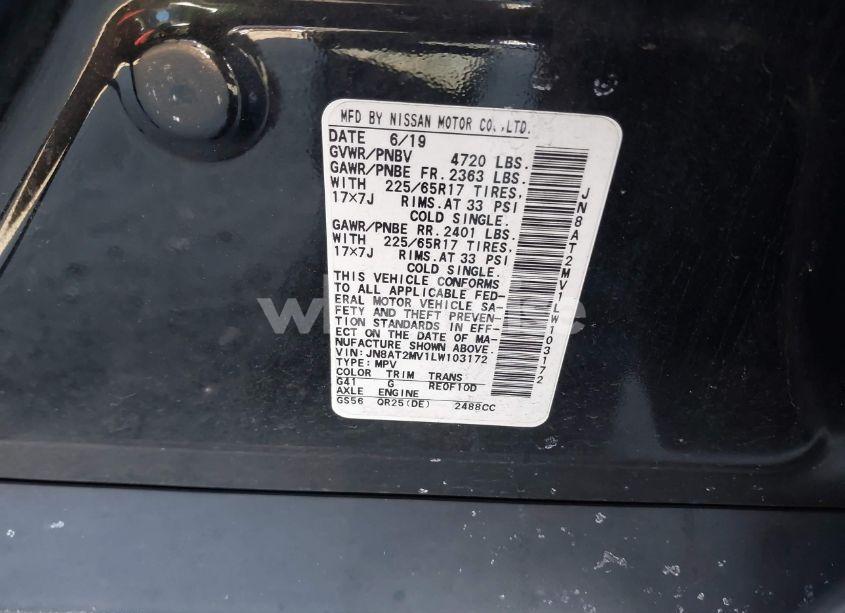 MFD BY NISSAN MOTOR CO.,LTD.
DATE 6/19
GVWR/PNBV 4720 LBS.
GAWR/PNBE FR. 2363 LBS.
WITH 225/65R17 TIRES,
17×7J RIMS.AT 33 PSI
COLD SINGLE.
GAWR/PNBE RR. 2401 LBS.
WITH 225/65R17 TIRES,
17×7J RIMS.AT 33 PSI
COLD SINGLE.
THIS VEHICLE CONFORMS
TO ALL APPLICABLE FED-
ERAL MOTOR VEHICLE SA-
FETY AND THEFT PREVEN-
TION STANDARDS IN EFF-
ECT ON THE DATE OF MA-
NUFACTURE SHOWN ABOVE.
VIN:JN8AT2MV1LW103172
TYPE:MPV
COLOR TRIM TRANS
G41 G RE0F10D
AXLE ENGINE
GS56 QR25(DE) 2488CC
JN8AT2MV1LW103172